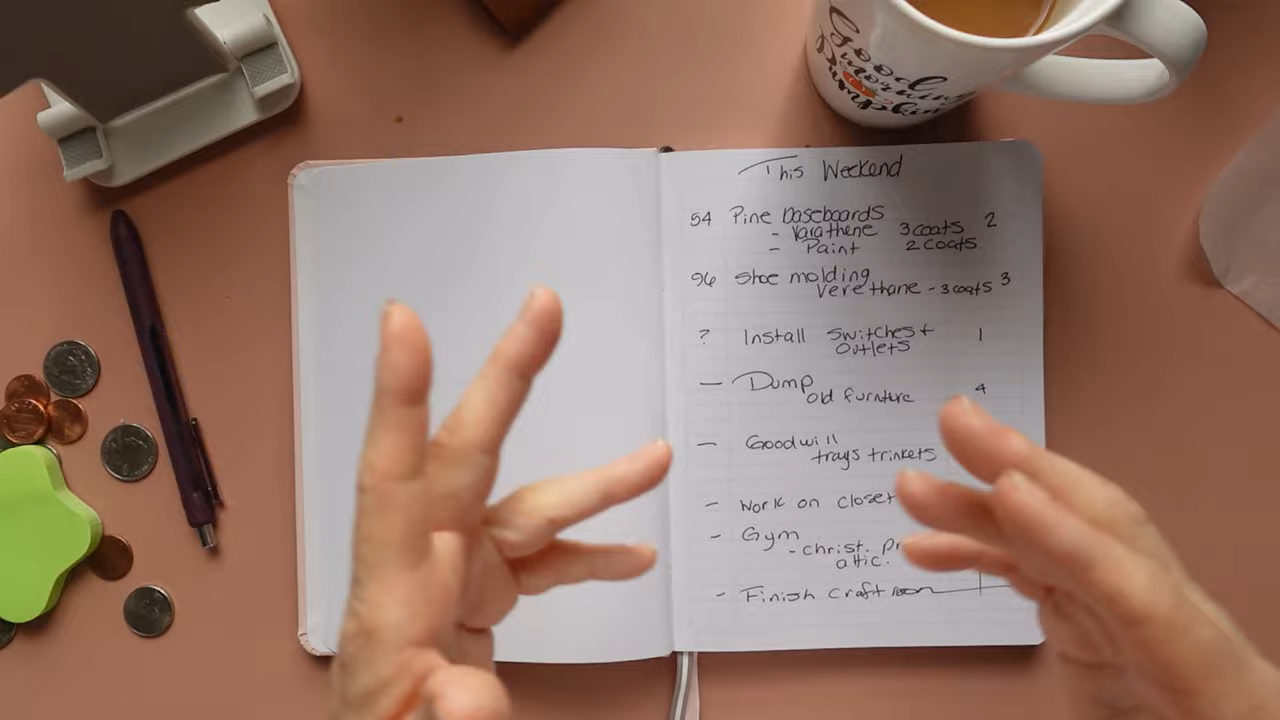 Good
morning
Pumpkin
This Weekend
54 Pine Baseboards
- Varathene 3 coats 2
- Paint 2 coats
96 Shoe molding
Verethane - 3 coats 3
? Install Switches +
Outlets 1
— Dump 4
old furnture
— Goodwill
trays trinkets
- Work on closet
- Gym
- christ.
attic.
- Finish craft room